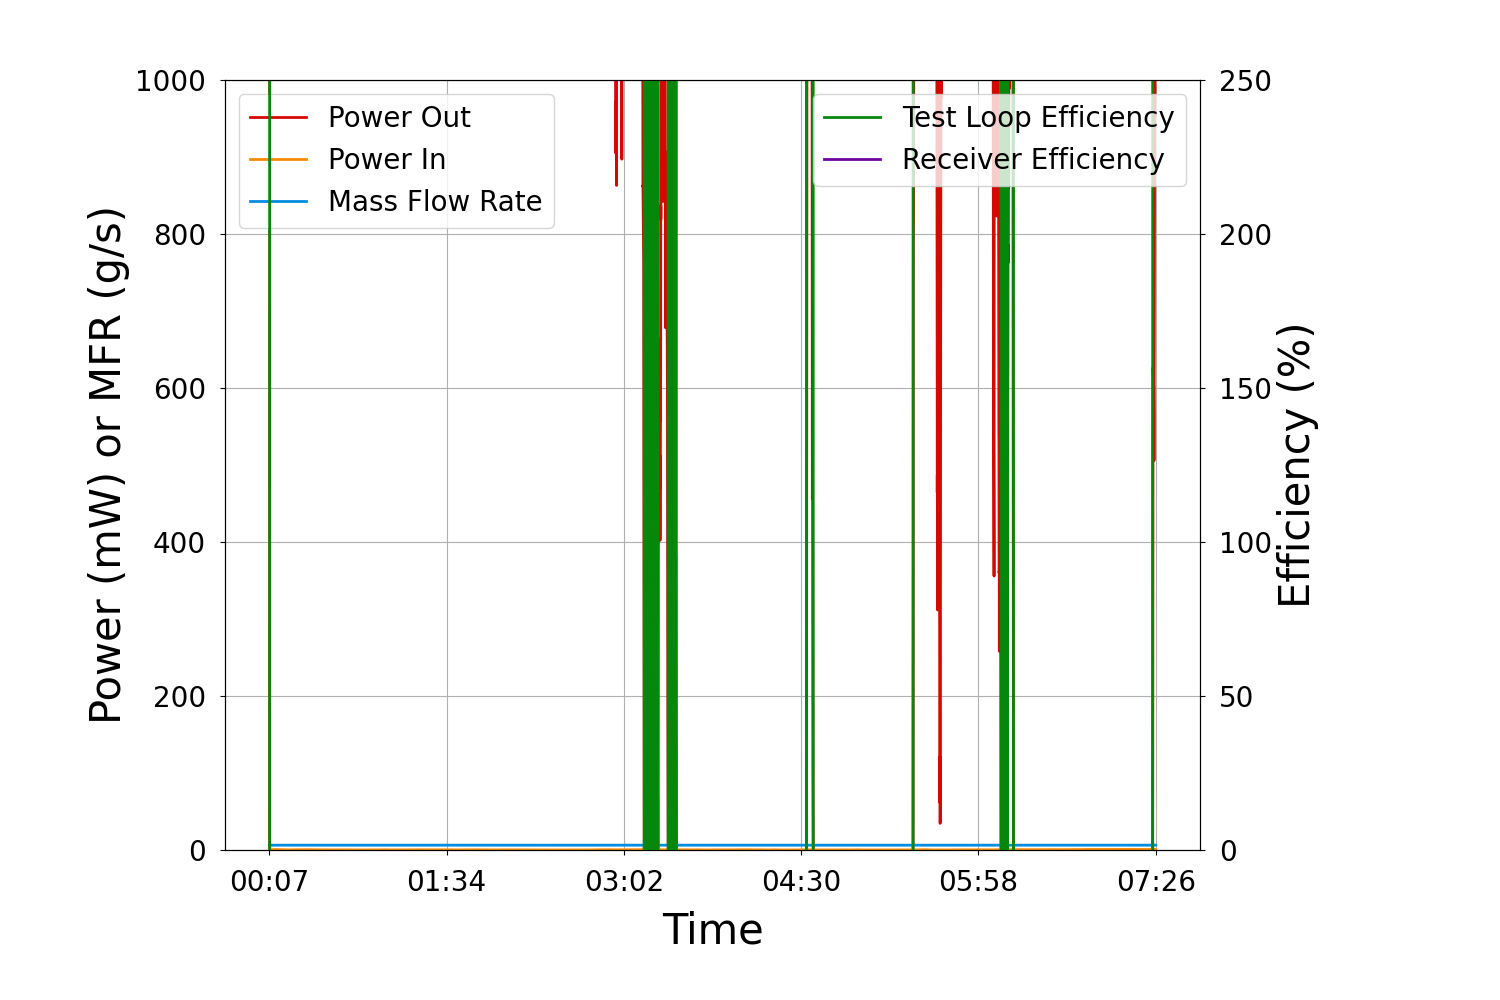 1000
800
600
400
200
0
250
200
150
100
50
0
Power (mW) or MFR (g/s)
Efficiency (%)
Power Out
Power In
Mass Flow Rate
Test Loop Efficiency
Receiver Efficiency
00:07 01:34 03:02 04:30 05:58 07:26
Time